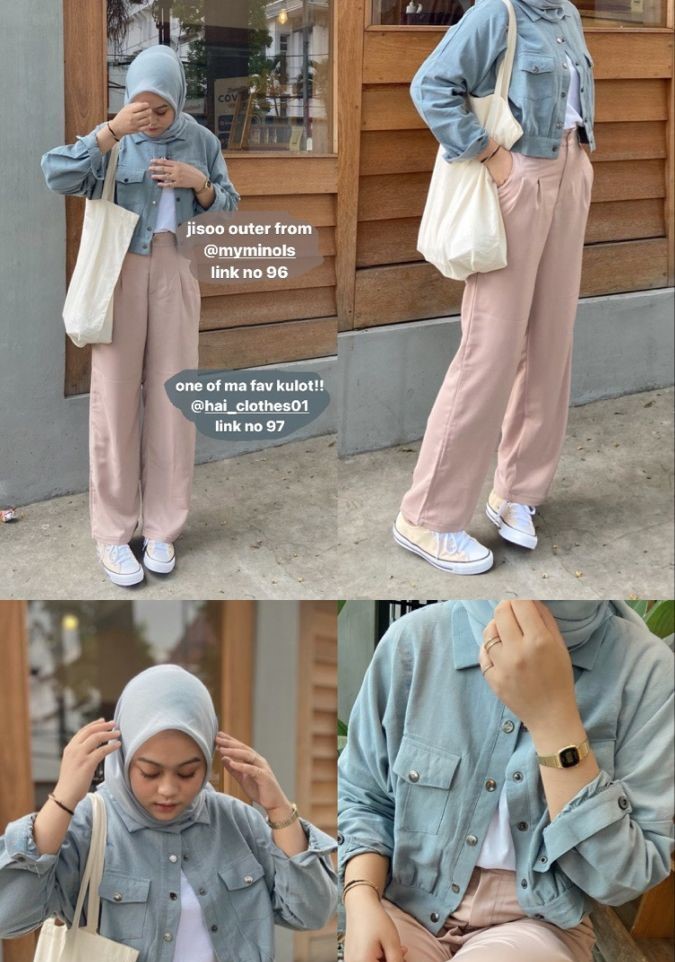 jisoo outer from
@myminols
link no 96
one of ma fav kulot!!
@hai_clothes01
link no 97